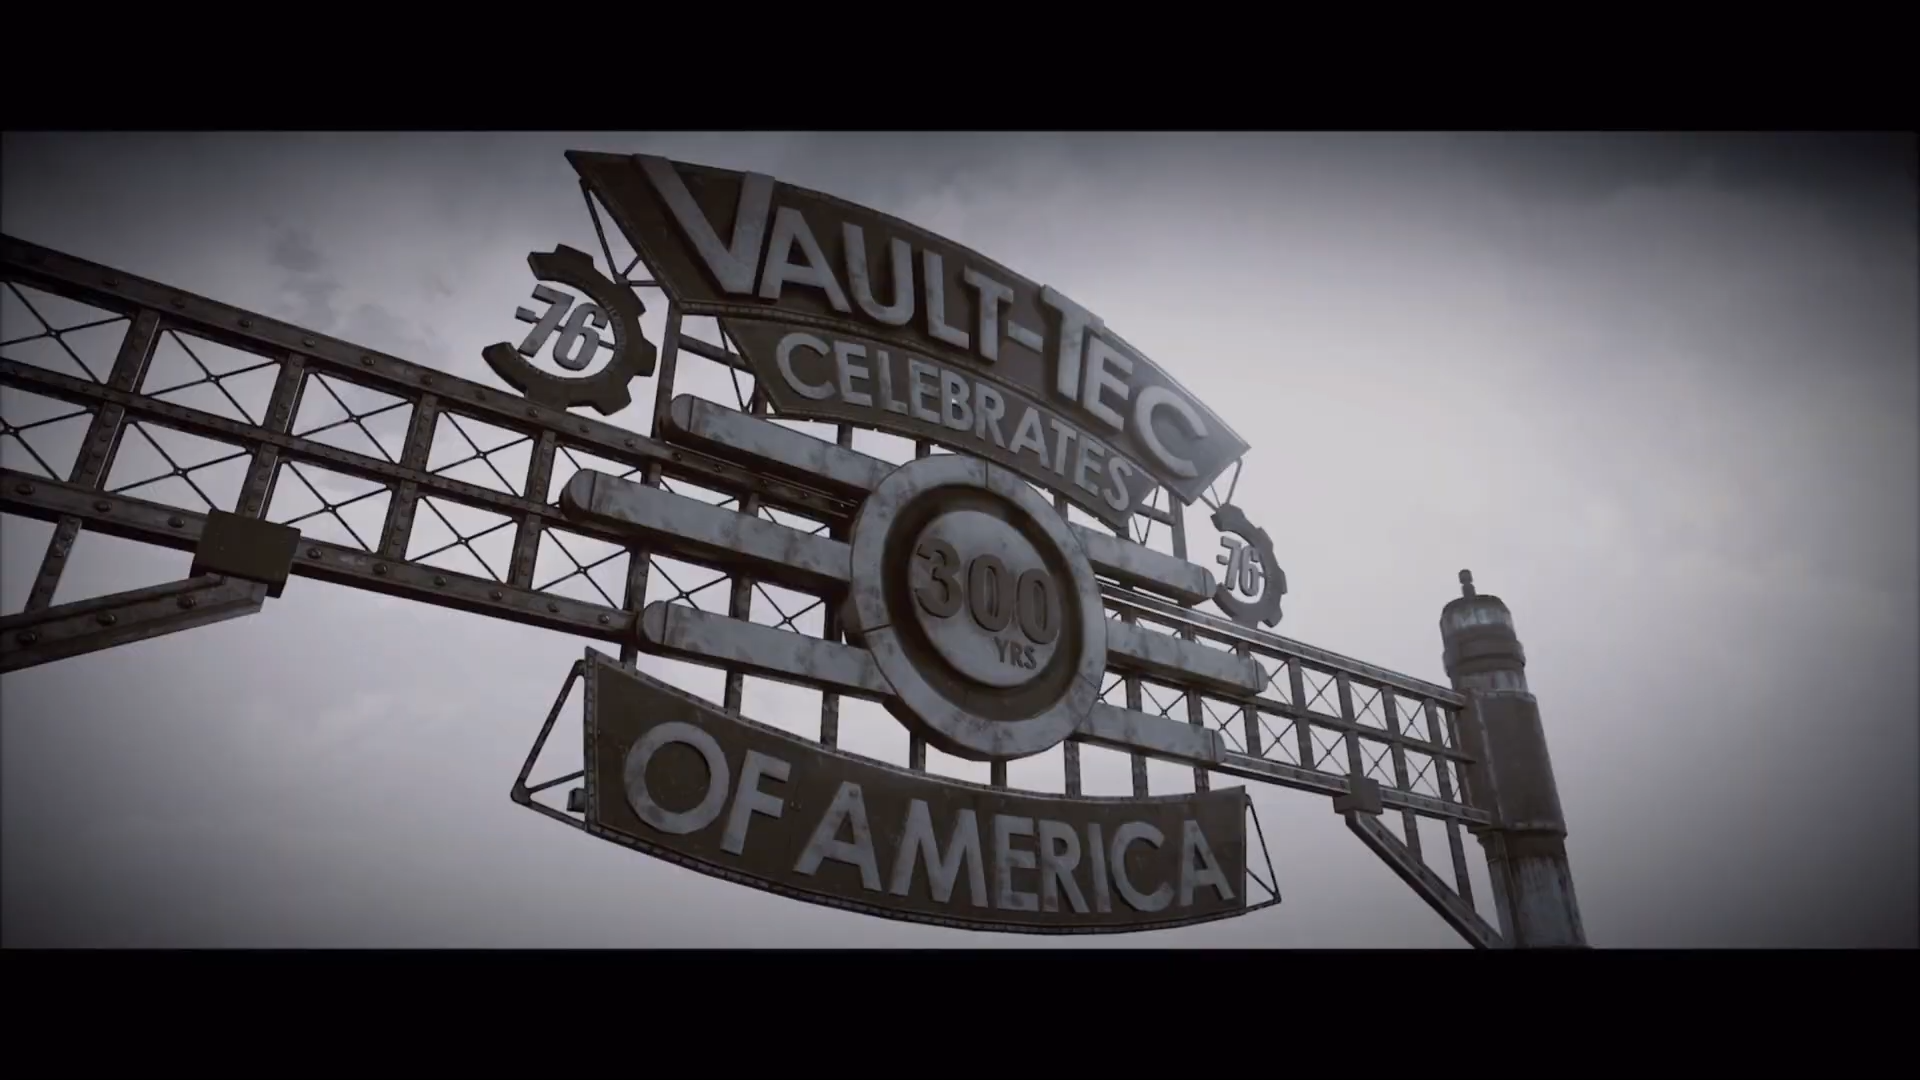 VAULT-TEC
CELEBRATES
-76
-76
300
YRS
OF AMERICA